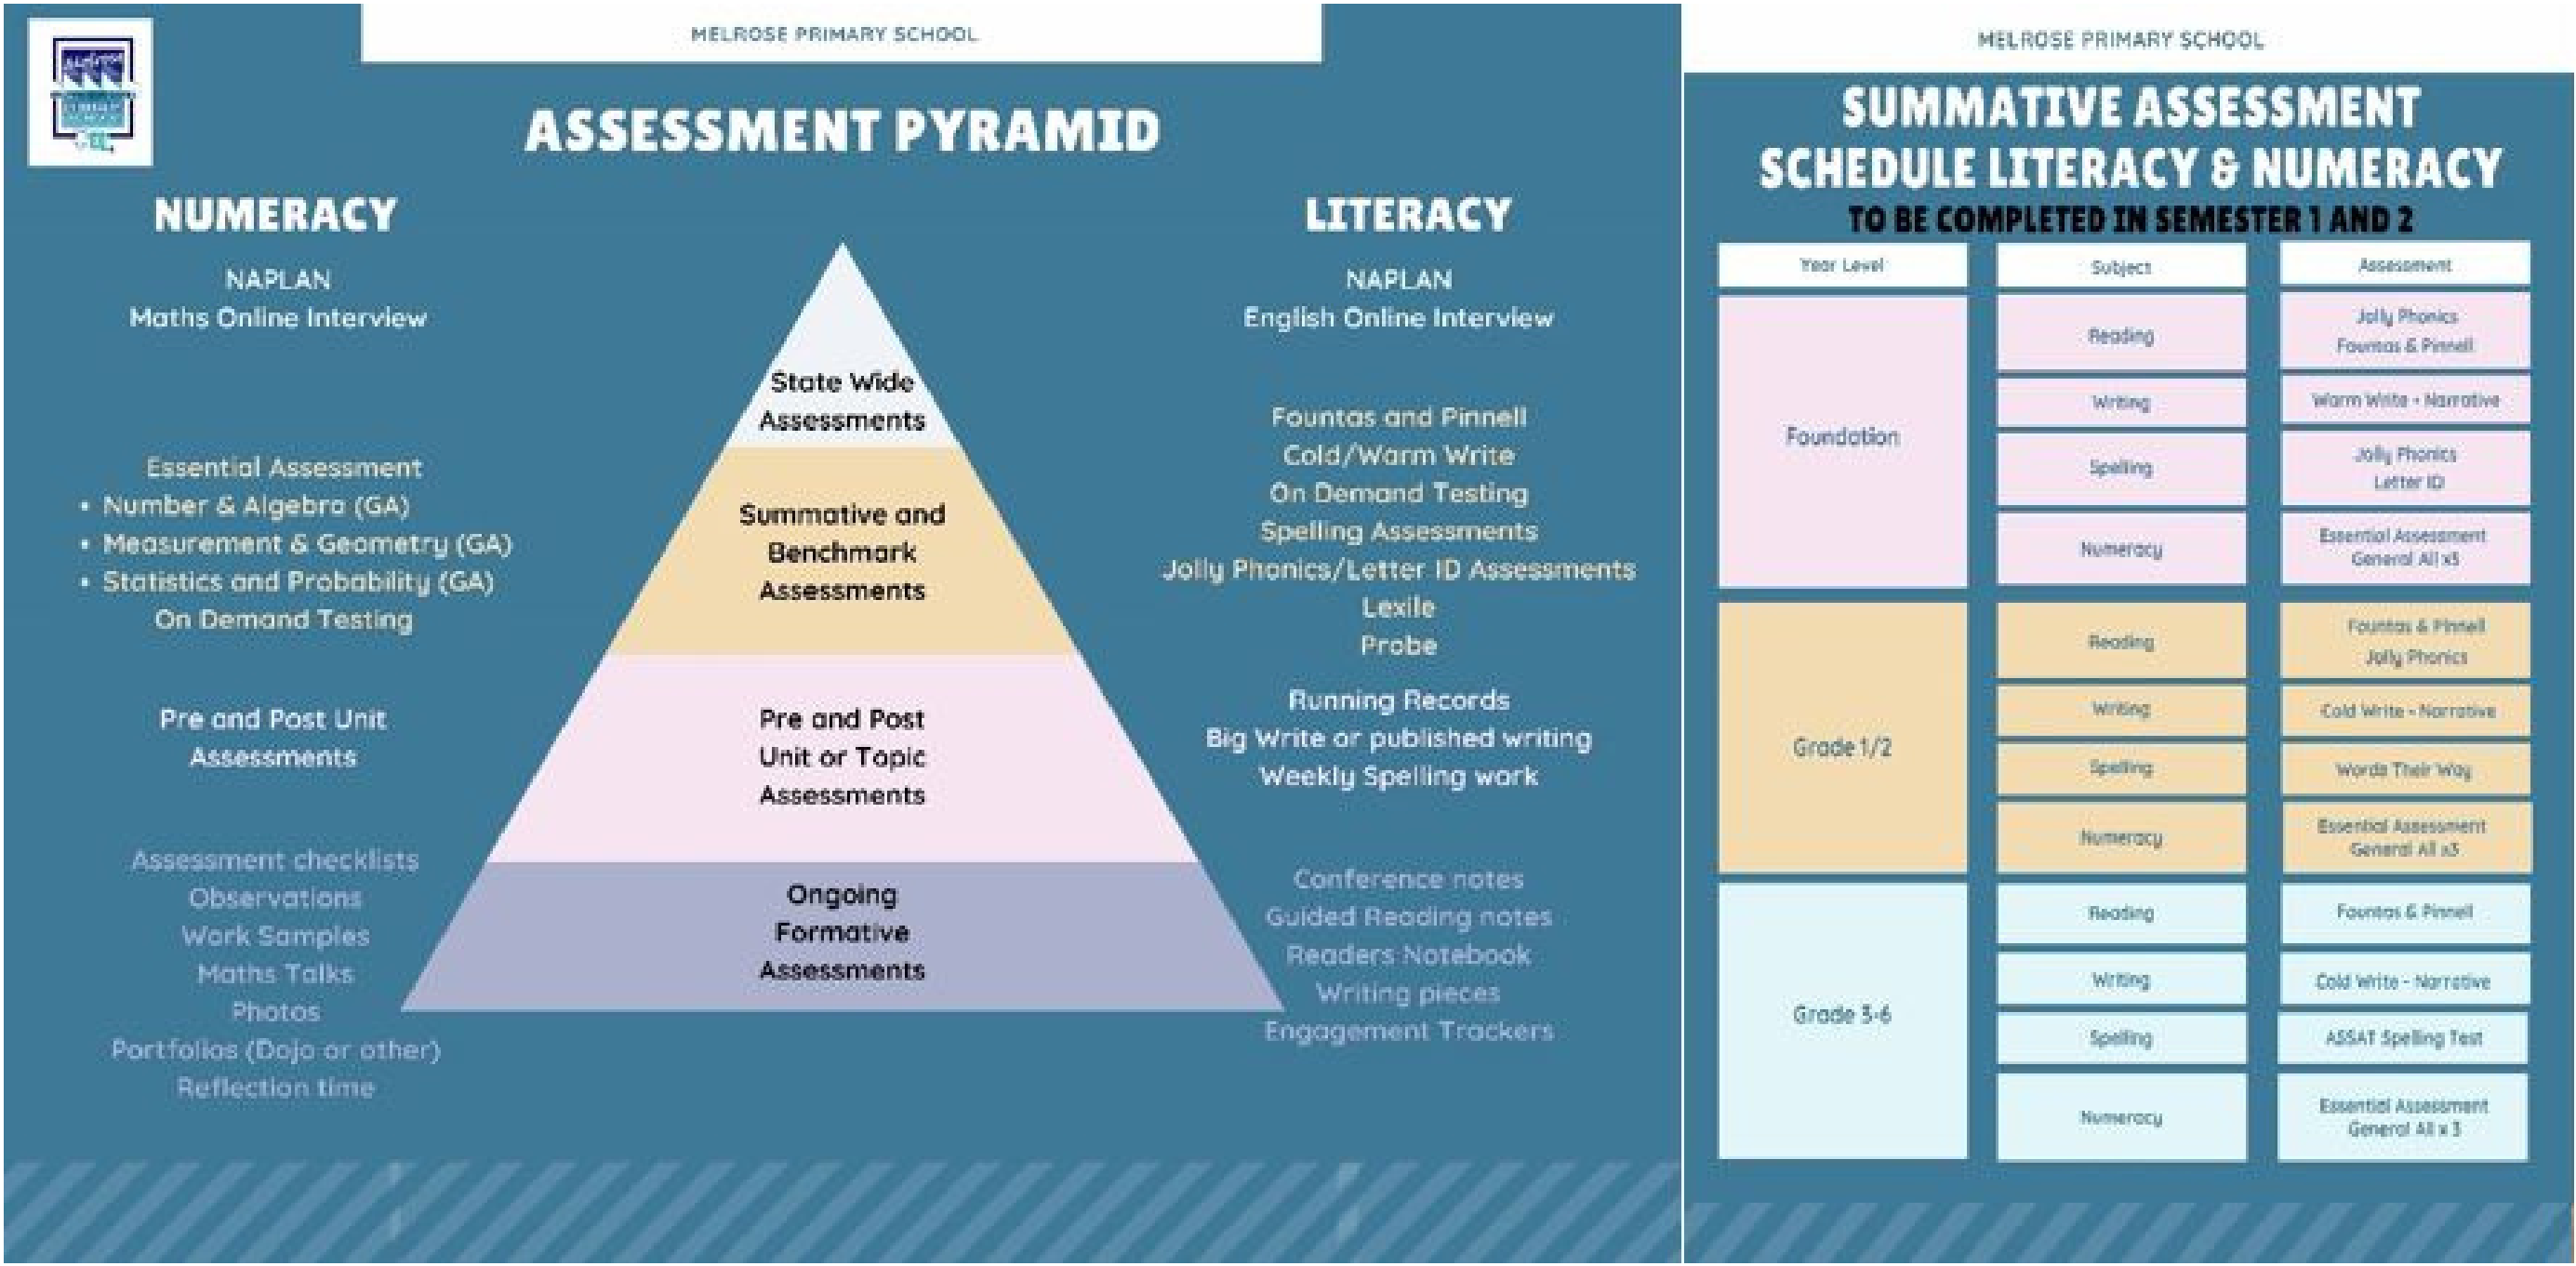 MELROSE PRIMARY SCHOOL
ASSESSMENT PYRAMID
NUMERACY
NAPLAN
Maths Online Interview
Essential Assessment
• Number & Algebra (GA)
• Measurement & Geometry (GA)
• Statistics and Probability (GA)
On Demand Testing
Pre and Post Unit
Assessments
Assessment checklists
Observations
Work Samples
Maths Talks
Photos
Portfolios (Dojo or other)
Reflection time
State Wide
Assessments
Summative and
Benchmark
Assessments
Pre and Post
Unit or Topic
Assessments
Ongoing
Formative
Assessments
LITERACY
NAPLAN
English Online Interview
Fountas and Pinnell
Cold/Warm Write
On Demand Testing
Spelling Assessments
Jolly Phonics/Letter ID Assessments
Lexile
Probe
Running Records
Big Write or published writing
Weekly Spelling work
Conference notes
Guided Reading notes
Readers Notebook
Writing pieces
Engagement Trackers
MELROSE PRIMARY SCHOOL
SUMMATIVE ASSESSMENT
SCHEDULE LITERACY & NUMERACY
TO BE COMPLETED IN SEMESTER 1 AND 2
Year Level
Subject
Assessment
Foundation
Reading
Jolly Phonics
Fountas & Pinnell
Writing
Warm Write - Narrative
Spelling
Jolly Phonics
Letter ID
Numeracy
Essential Assessment
General All x3
Grade 1/2
Reading
Fountas & Pinnell
Jolly Phonics
Writing
Cold Write - Narrative
Spelling
Words Their Way
Numeracy
Essential Assessment
General All x3
Grade 3-6
Reading
Fountas & Pinnell
Writing
Cold Write - Narrative
Spelling
ASSAT Spelling Test
Numeracy
Essential Assessment
General All x 3